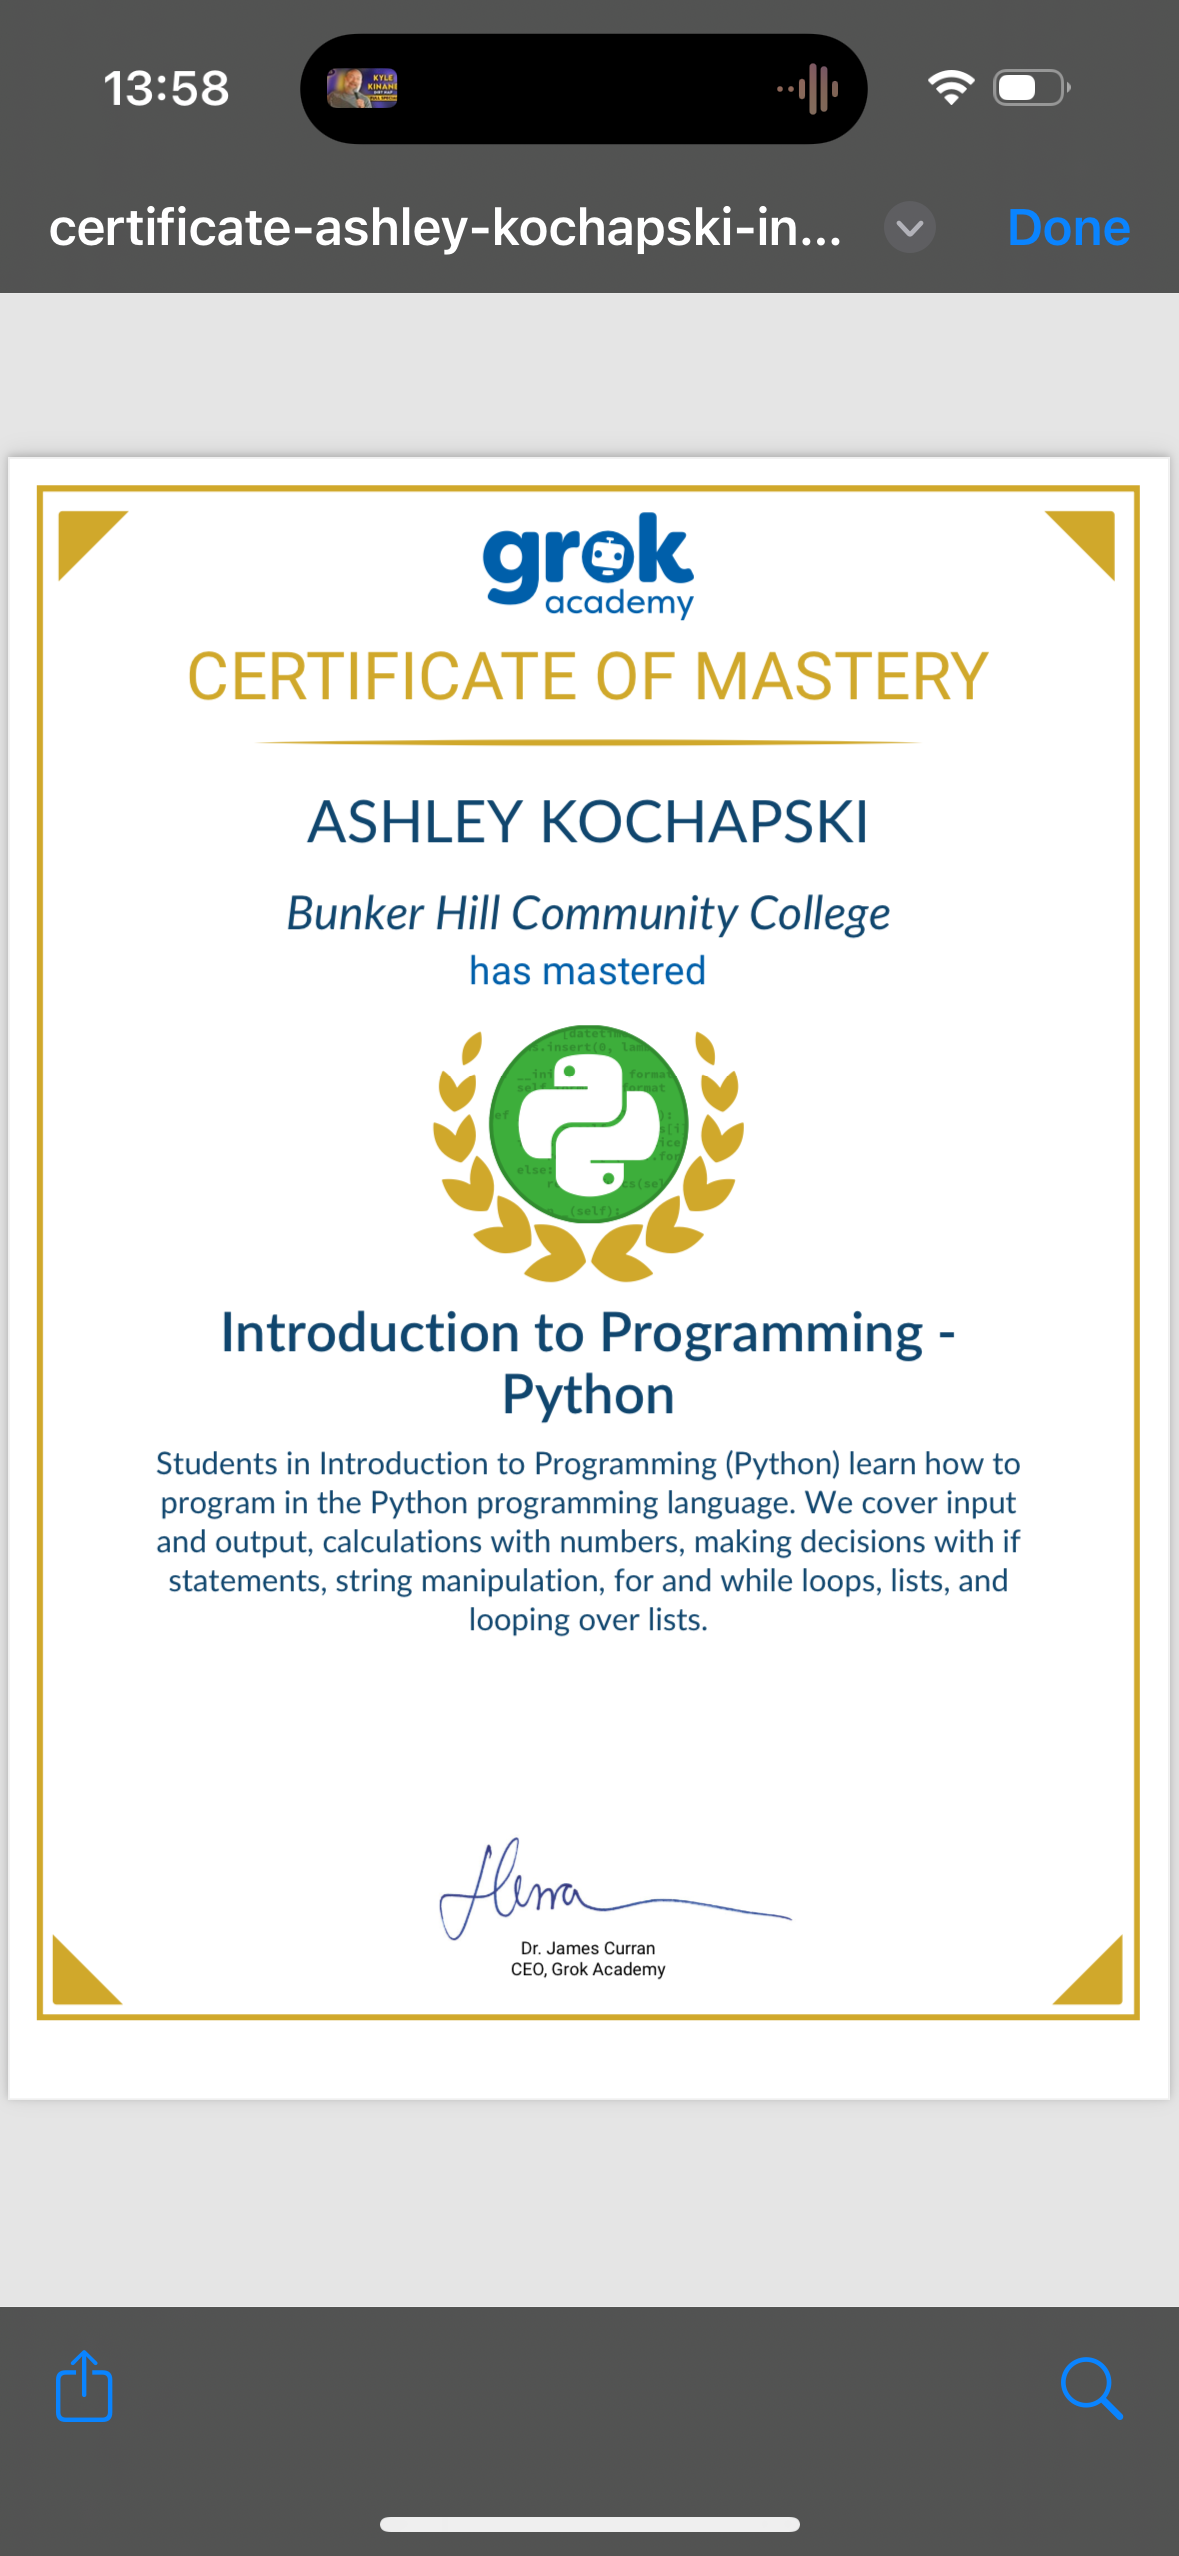 13:58
KYLE
certificate-ashley-kochapski-in...
Done
grok
academy
CERTIFICATE OF MASTERY
ASHLEY KOCHAPSKI
Bunker Hill Community College
has mastered
Introduction to Programming -
Python
Students in Introduction to Programming (Python) learn how to
program in the Python programming language. We cover input
and output, calculations with numbers, making decisions with if
statements, string manipulation, for and while loops, lists, and
looping over lists.
Dr. James Curran
CEO, Grok Academy